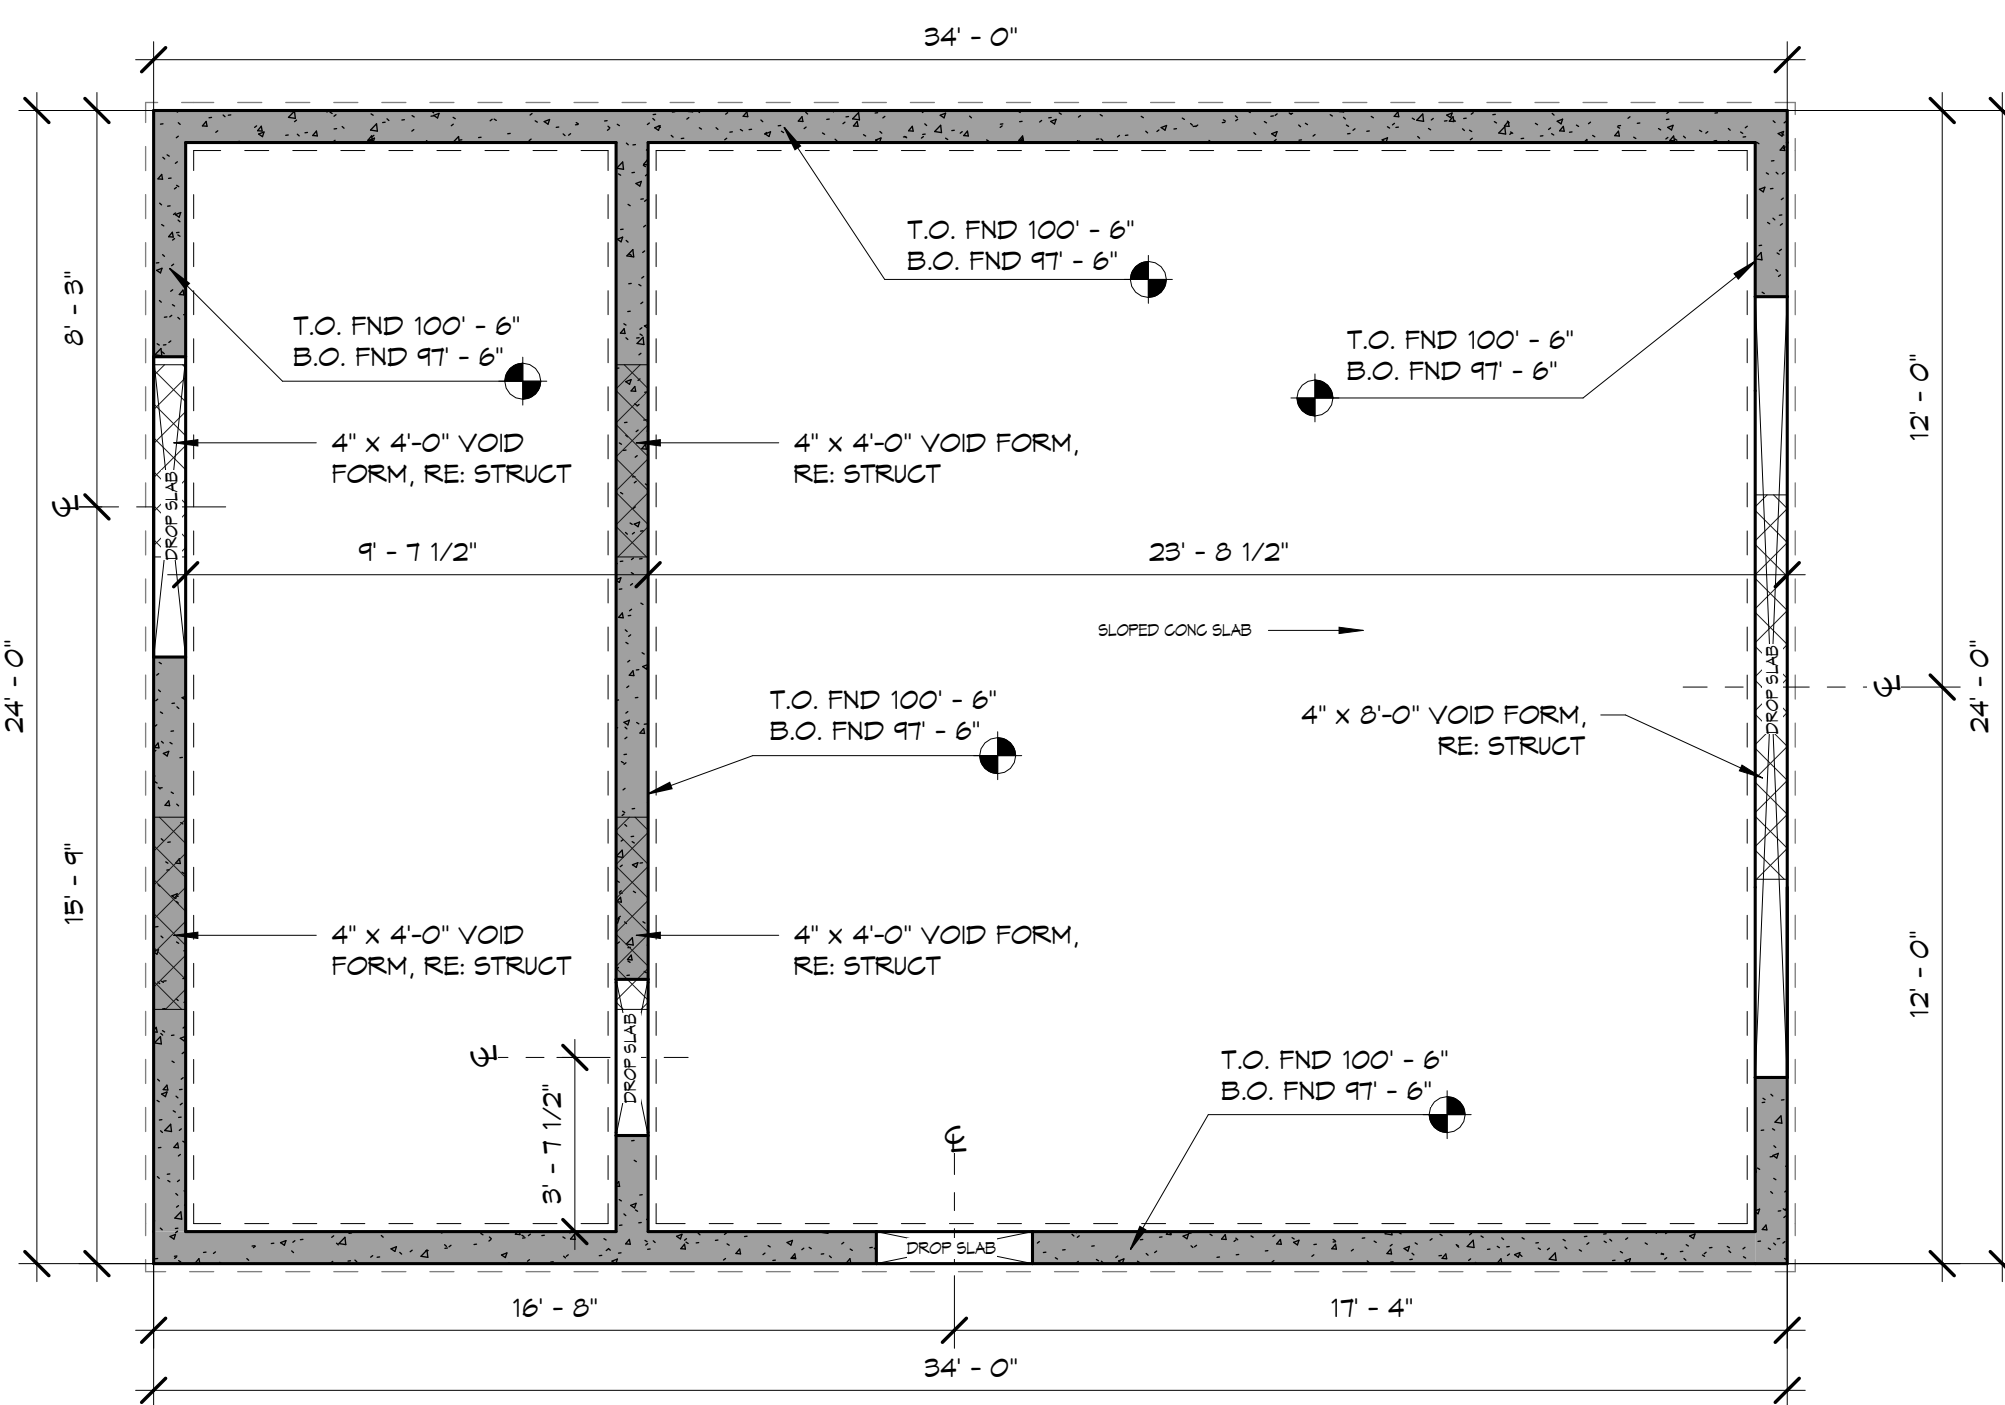 34' - 0"
T.O. FND 100' - 6"
B.O. FND 97' - 6"
8' - 3"
T.O. FND 100' - 6"
B.O. FND 97' - 6"
T.O. FND 100' - 6"
B.O. FND 97' - 6"
12' - 0"
4" x 4'-0" VOID
FORM, RE: STRUCT
4" x 4'-0" VOID FORM,
RE: STRUCT
℄
DROP SLAB
9' - 7 1/2"
23' - 8 1/2"
SLOPED CONC SLAB
24' - 0"
DROP SLAB
℄
24' - 0"
T.O. FND 100' - 6"
B.O. FND 97' - 6"
4" x 8'-0" VOID FORM,
RE: STRUCT
15' - 9"
4" x 4'-0" VOID
FORM, RE: STRUCT
4" x 4'-0" VOID FORM,
RE: STRUCT
12' - 0"
℄
DROP SLAB
3' - 7 1/2"
T.O. FND 100' - 6"
B.O. FND 97' - 6"
℄
DROP SLAB
16' - 8"
17' - 4"
34' - 0"